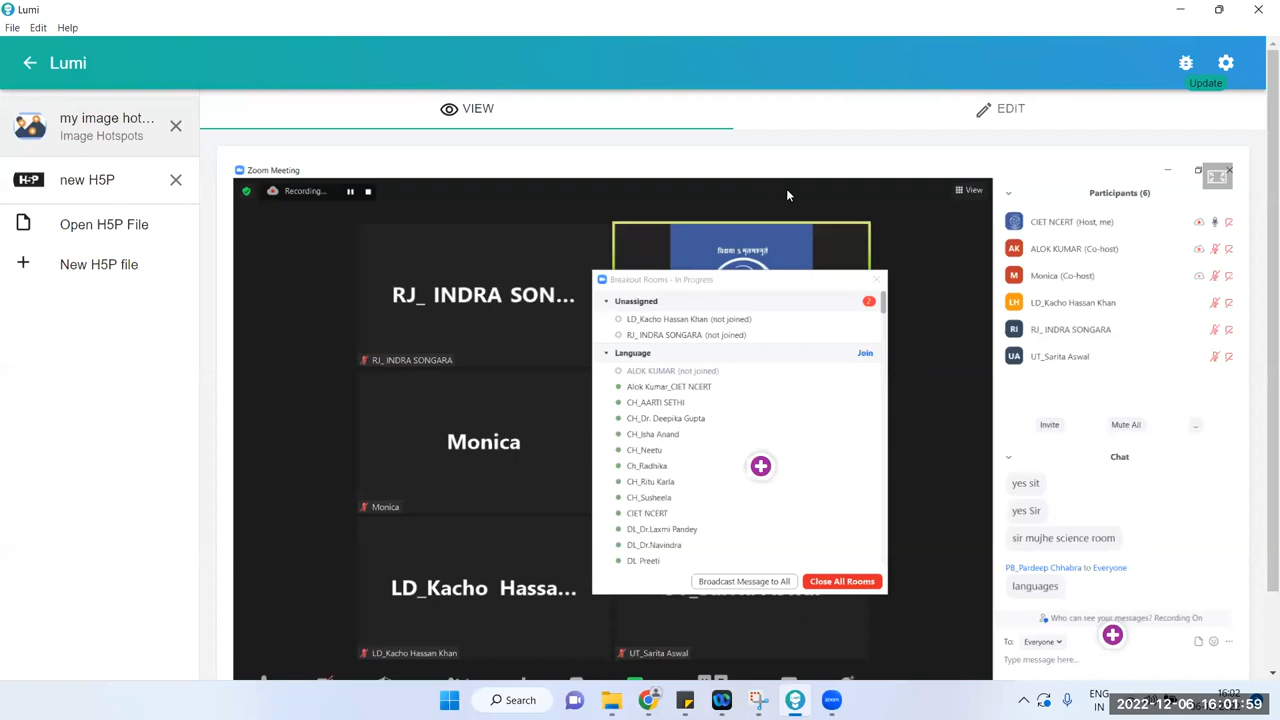 Lumi
File Edit Help
Lumi
Update
my image hot...
Image Hotspots
H5P new H5P
Open H5P File
New H5P file
VIEW
EDIT
Zoom Meeting
Recording...
View
RJ_ INDRA SON...
RJ_ INDRA SONGARA
Monica
Monica
LD_Kacho Hassa...
LD_Kacho Hassan Khan
UT_Sarita Aswal
Breakout Rooms - In Progress
Unassigned 2
LD_Kacho Hassan Khan (not joined)
RJ_ INDRA SONGARA (not joined)
Language Join
ALOK KUMAR (not joined)
Alok Kumar_CIET NCERT
CH_AARTI SETHI
CH_Dr. Deepika Gupta
CH_Isha Anand
CH_Neetu
Ch_Radhika
CH_Ritu Karla
CH_Susheela
CIET NCERT
DL_Dr.Laxmi Pandey
DL_Dr.Navindra
DL Preeti
Broadcast Message to All Close All Rooms
Participants (6)
CIET NCERT (Host, me)
AK ALOK KUMAR (Co-host)
M Monica (Co-host)
LH LD_Kacho Hassan Khan
RI RJ_ INDRA SONGARA
UA UT_Sarita Aswal
Invite Mute All ...
Chat
yes sit
yes Sir
sir mujhe science room
PB_Pardeep Chhabra to Everyone
languages
Who can see your messages? Recording On
To: Everyone
Type message here...
Search
ENG
IN
16:02
2022-12-06 16:01:59